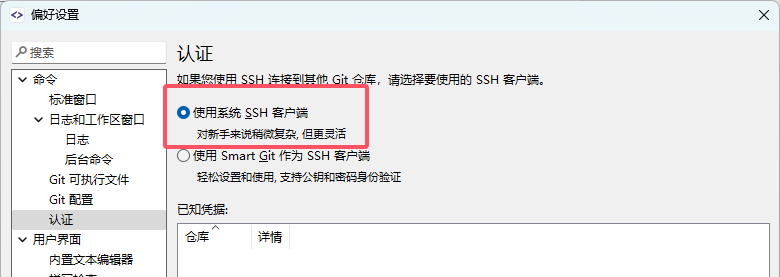 偏好设置
搜索
命令
标准窗口
日志和工作区窗口
日志
后台命令
Git 可执行文件
Git 配置
认证
用户界面
内置文本编辑器
认证
如果您使用 SSH 连接到其他 Git 仓库，请选择要使用的 SSH 客户端。
使用系统 SSH 客户端
对新手来说稍微复杂, 但更灵活
使用 Smart Git 作为 SSH 客户端
轻松设置和使用, 支持公钥和密码身份验证
已知凭据:
仓库
详情